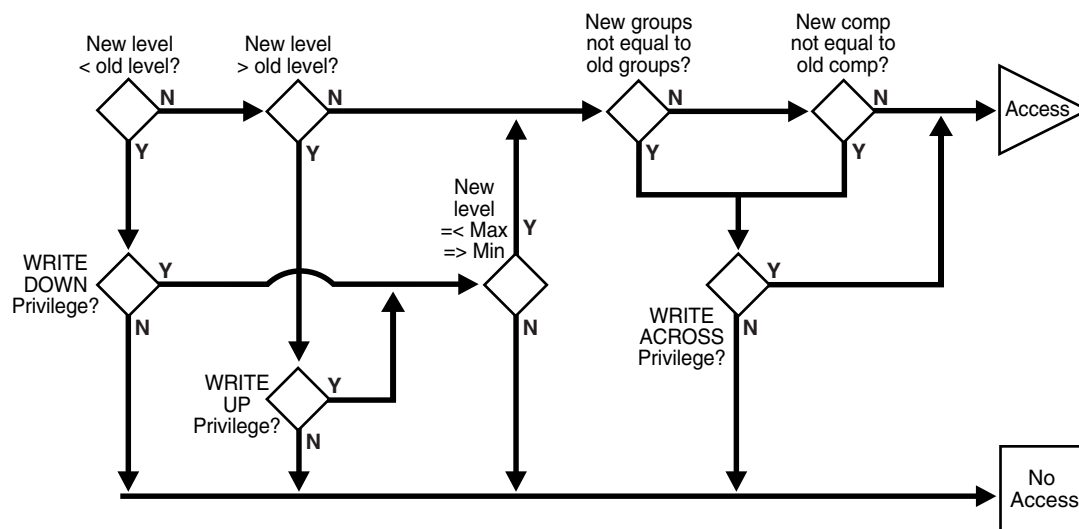 New level
< old level?
New level
> old level?
New groups
not equal to
old groups?
New comp
not equal to
old comp?
N
N
N
N
Access
Y
Y
Y
Y
New
level
=< Max
=> Min
Y
WRITE
DOWN
Privilege?
Y
N
N
Y
N
WRITE
ACROSS
Privilege?
WRITE
UP
Privilege?
Y
N
No
Access